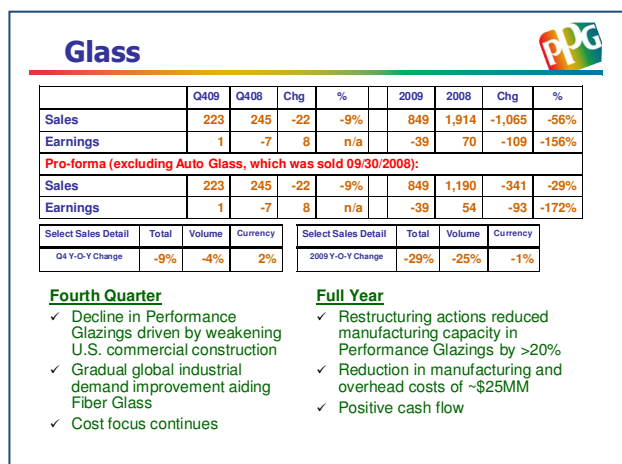 Glass
PPG
Q409 Q408 Chg % 2009 2008 Chg %
Sales 223 245 -22 -9% 849 1,914 -1,065 -56%
Earnings 1 -7 8 n/a -39 70 -109 -156%
Pro-forma (excluding Auto Glass, which was sold 09/30/2008):
Sales 223 245 -22 -9% 849 1,190 -341 -29%
Earnings 1 -7 8 n/a -39 54 -93 -172%
Select Sales Detail Total Volume Currency
Q4 Y-O-Y Change -9% -4% 2%
Select Sales Detail Total Volume Currency
2009 Y-O-Y Change -29% -25% -1%
Fourth Quarter
✓ Decline in Performance
Glazings driven by weakening
U.S. commercial construction
✓ Gradual global industrial
demand improvement aiding
Fiber Glass
✓ Cost focus continues
Full Year
✓ Restructuring actions reduced
manufacturing capacity in
Performance Glazings by >20%
✓ Reduction in manufacturing and
overhead costs of ~$25MM
✓ Positive cash flow